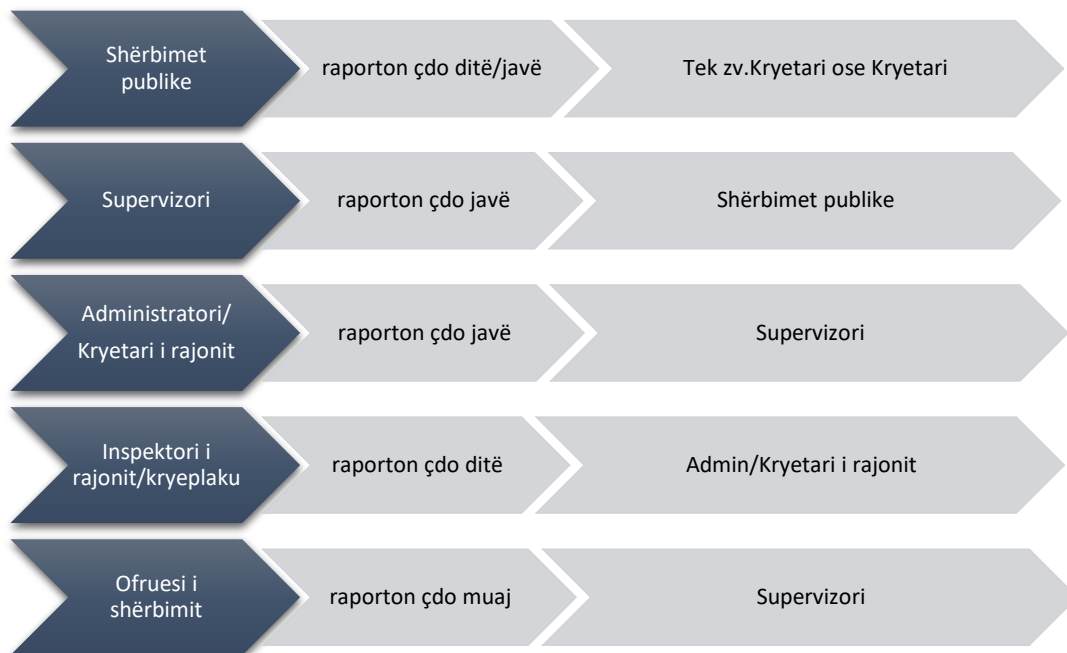 Shërbimet
publike
raporton çdo ditë/javë
Tek zv.Kryetari ose Kryetari
Supervizori
raporton çdo javë
Shërbimet publike
Administratori/
Kryetari i rajonit
raporton çdo javë
Supervizori
Inspektori i
rajonit/kryeplaku
raporton çdo ditë
Admin/Kryetari i rajonit
Ofruesi i
shërbimit
raporton çdo muaj
Supervizori